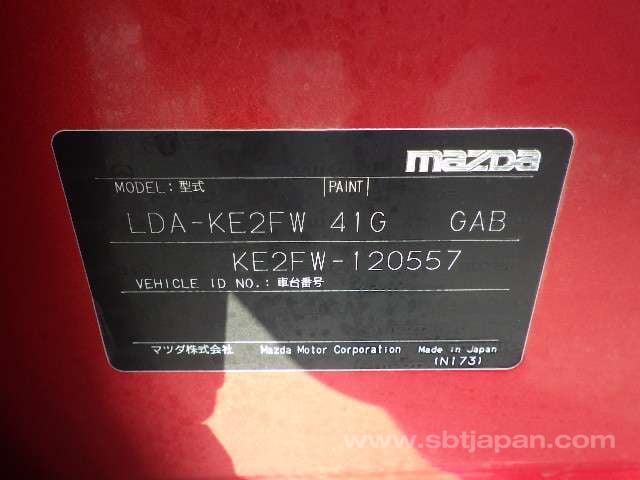 mazda
MODEL: 型式 PAINT
LDA-KE2FW 41G GAB
KE2FW-120557
VEHICLE ID NO.: 車台番号
マツダ株式会社 Mazda Motor Corporation Made in Japan
(N173)
www.sbtjapan.com